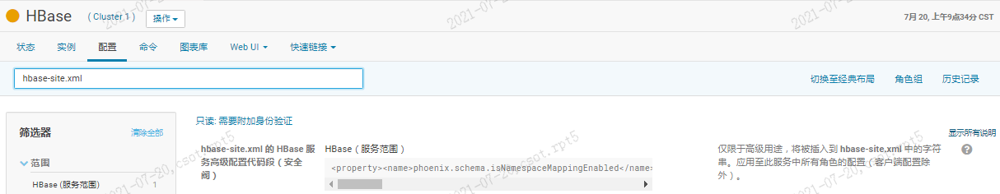 HBase ( Cluster 1 ) 操作
7月 20, 上午9点34分 CST
状态 实例 配置 命令 图表库 Web UI 快速链接
hbase-site.xml
切换至经典布局 角色组 历史记录
筛选器 清除全部
范围
HBase (服务范围) 1
只读: 需要附加身份验证
显示所有说明
hbase-site.xml 的 HBase 服
务高级配置代码段（安全
阀）
HBase（服务范围）
<property><name>phoenix.schema.isNamespaceMappingEnabled</name>
仅限于高级用途，将被插入到 hbase-site.xml 中的字符
串。应用至此服务中所有角色的配置（客户端配置除
外）。
2021-07-20,csot.rpt5